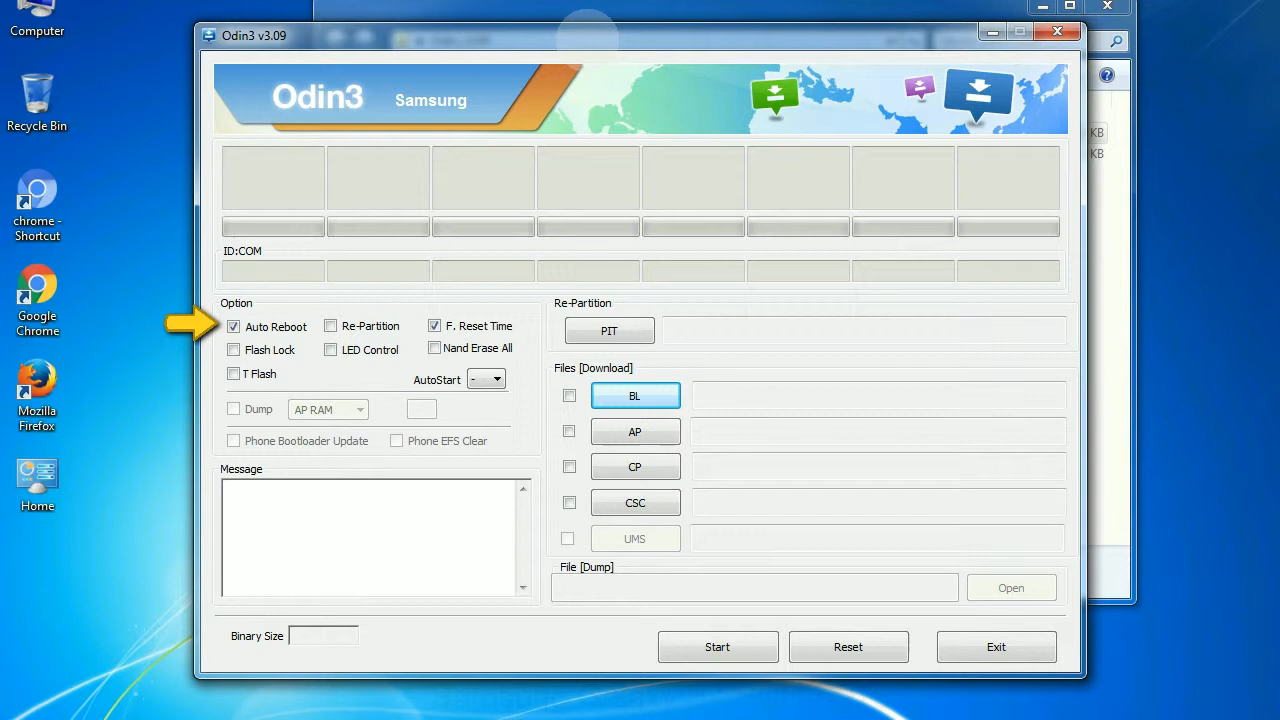 Computer
Recycle Bin
chrome -
Shortcut
Google
Chrome
Mozilla
Firefox
Home
Odin3 v3.09
Odin3 Samsung
ID:COM
Option
Auto Reboot
Re-Partition
F. Reset Time
Flash Lock
LED Control
Nand Erase All
T Flash
AutoStart
-
Dump
AP RAM
Phone Bootloader Update
Phone EFS Clear
Message
Re-Partition
PIT
Files [Download]
BL
AP
CP
CSC
UMS
File [Dump]
Open
Binary Size
Start
Reset
Exit
KB
KB